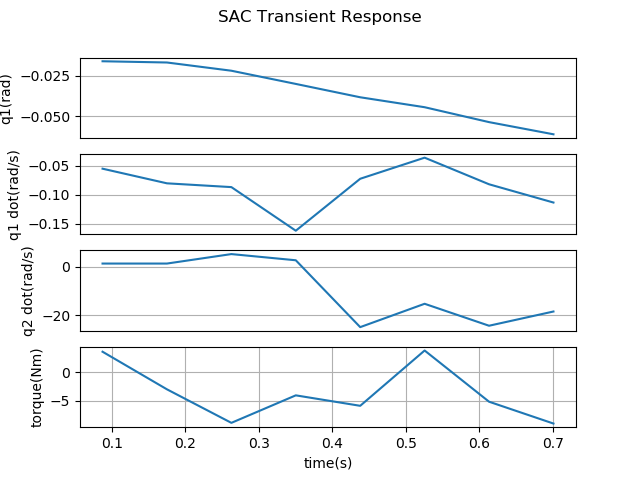 SAC Transient Response
q1(rad)
−0.025
−0.050
q1 dot(rad/s)
−0.05
−0.10
−0.15
q2 dot(rad/s)
0
−20
torque(Nm)
0
−5
0.1 0.2 0.3 0.4 0.5 0.6 0.7
time(s)